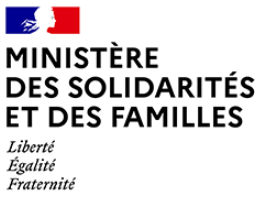 MINISTÈRE
DES SOLIDARITÉS
ET DES FAMILLES
Liberté
Égalité
Fraternité